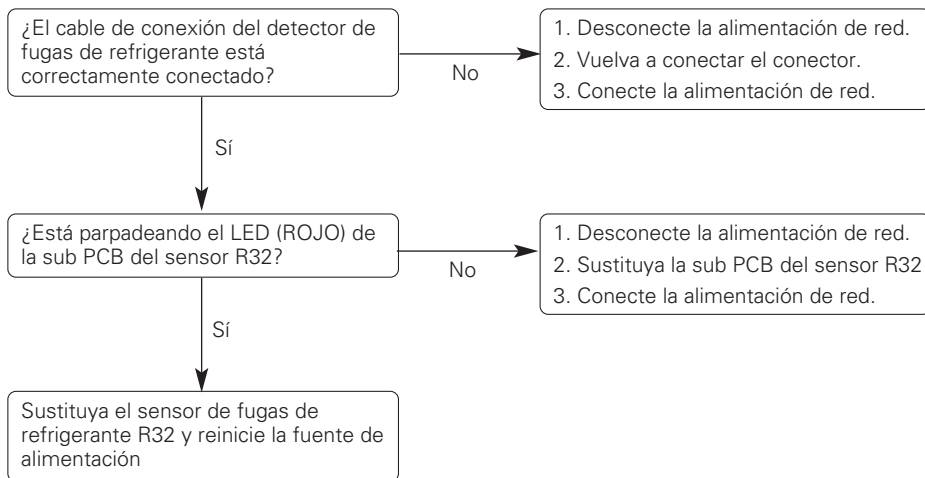 ¿El cable de conexión del detector de
fugas de refrigerante está
correctamente conectado?
No
1. Desconecte la alimentación de red.
2. Vuelva a conectar el conector.
3. Conecte la alimentación de red.
Sí
¿Está parpadeando el LED (ROJO) de
la sub PCB del sensor R32?
No
1. Desconecte la alimentación de red.
2. Sustituya la sub PCB del sensor R32
3. Conecte la alimentación de red.
Sí
Sustituya el sensor de fugas de
refrigerante R32 y reinicie la fuente de
alimentación